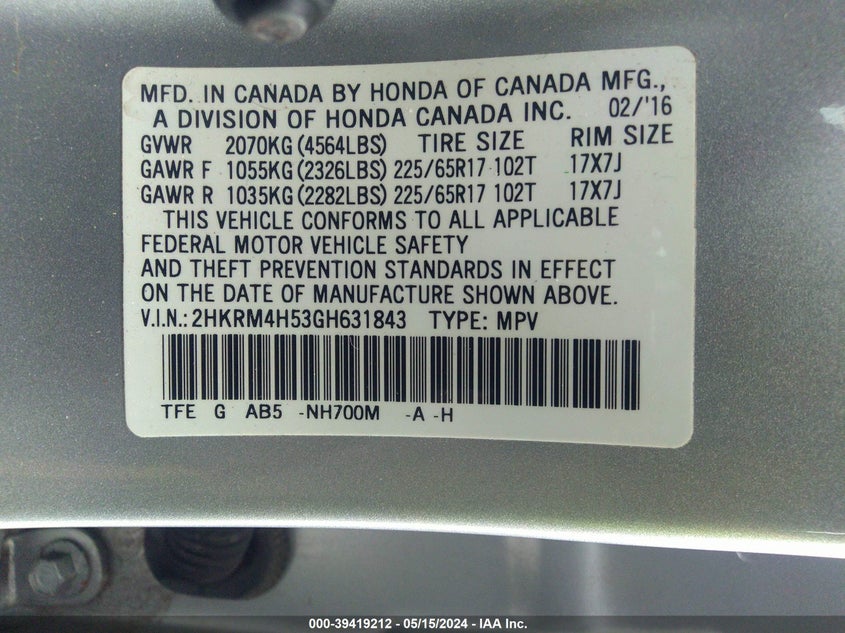 MFD. IN CANADA BY HONDA OF CANADA MFG.,
A DIVISION OF HONDA CANADA INC. 02/'16
GVWR 2070KG (4564LBS) TIRE SIZE RIM SIZE
GAWR F 1055KG (2326LBS) 225/65R17 102T 17X7J
GAWR R 1035KG (2282LBS) 225/65R17 102T 17X7J
THIS VEHICLE CONFORMS TO ALL APPLICABLE
FEDERAL MOTOR VEHICLE SAFETY
AND THEFT PREVENTION STANDARDS IN EFFECT
ON THE DATE OF MANUFACTURE SHOWN ABOVE.
V.I.N.: 2HKRM4H53GH631843 TYPE: MPV
TFE G AB5 -NH700M -A -H
000-39419212 - 05/15/2024 - IAA Inc.